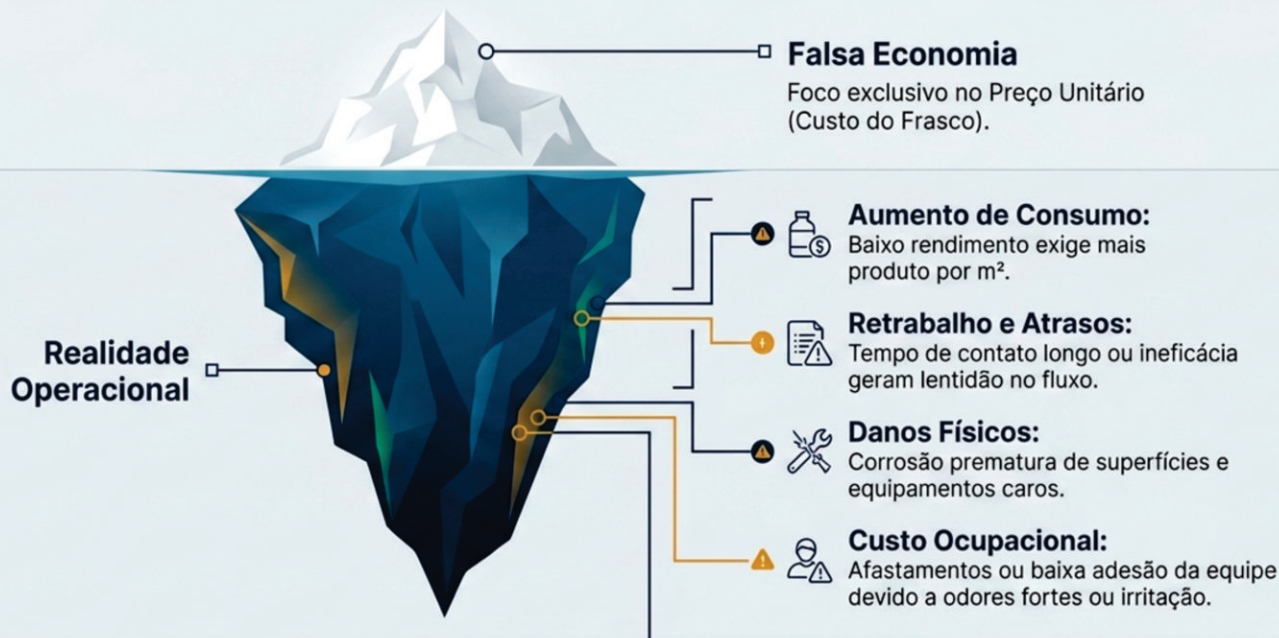 Falsa Economia
Foco exclusivo no Preço Unitário
(Custo do Frasco).
Realidade
Operacional
Aumento de Consumo:
Baixo rendimento exige mais
produto por m².
Retrabalho e Atrasos:
Tempo de contato longo ou ineficácia
geram lentidão no fluxo.
Danos Físicos:
Corrosão prematura de superfícies e
equipamentos caros.
Custo Ocupacional:
Afastamentos ou baixa adesão da equipe
devido a odores fortes ou irritação.